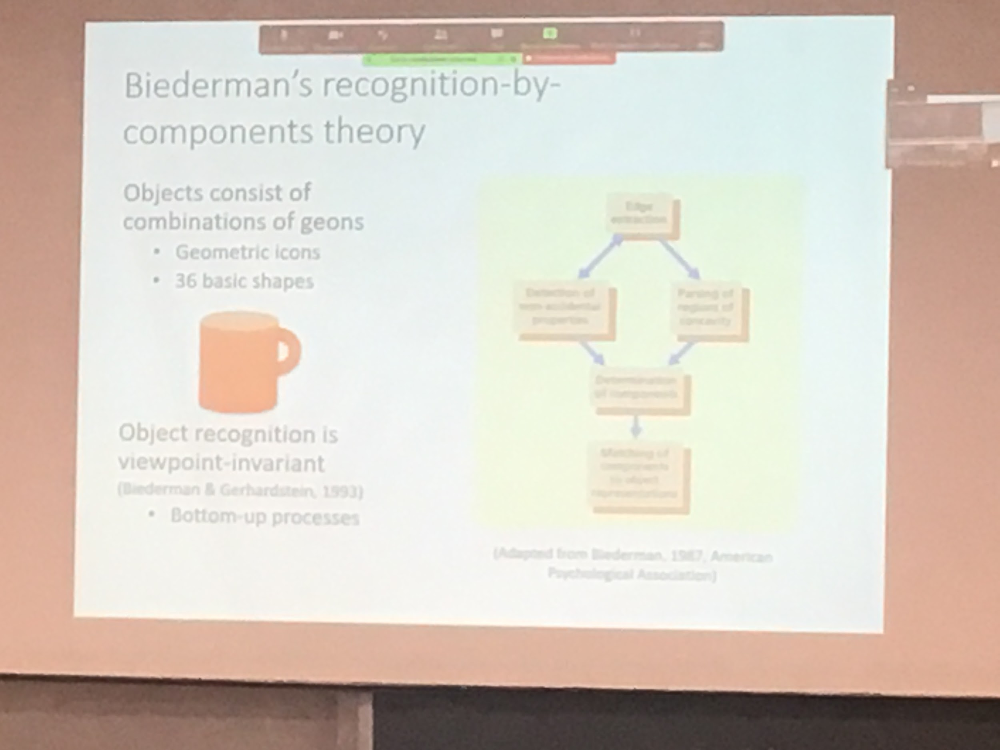 Biederman's recognition-by-
components theory
Objects consist of
combinations of geons
• Geometric icons
• 36 basic shapes
Object recognition is
viewpoint-invariant
(Biederman & Gerhardstein, 1993)
• Bottom-up processes
Edge
extraction
Detection of
non-accidental
properties
Parsing of
regions of
concavity
Determination
of components
Matching of
components
to object
representations
(Adapted from Biederman, 1987, American
Psychological Association)